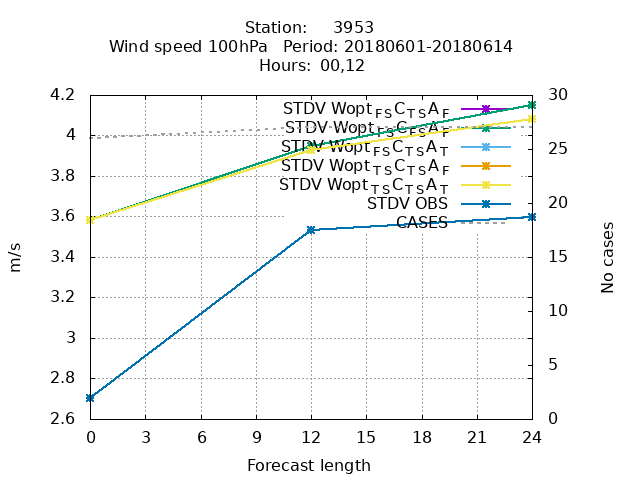 Station: 3953
Wind speed 100hPa Period: 20180601-20180614
Hours: 00,12
4.2
4
3.8
3.6
3.4
3.2
3
2.8
2.6
m/s
30
25
20
15
10
5
0
No cases
STDV Wopt FS C TS A F
STDV Wopt FS C FS A F
STDV Wopt FS C TS A T
STDV Wopt TS C TS A F
STDV Wopt TS C TS A T
STDV OBS
CASES
0 3 6 9 12 15 18 21 24
Forecast length